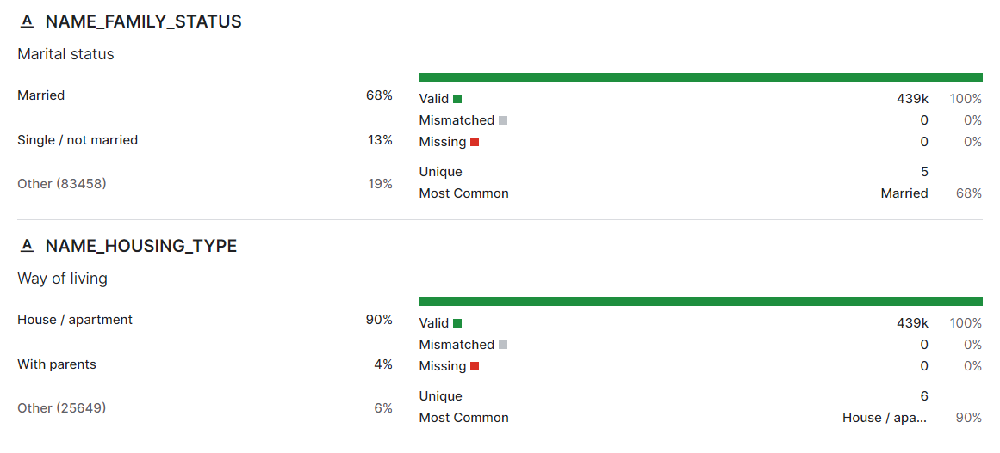 A NAME_FAMILY_STATUS
Marital status
Married 68%
Single / not married 13%
Other (83458) 19%
Valid 439k 100%
Mismatched 0 0%
Missing 0 0%
Unique 5
Most Common Married 68%
A NAME_HOUSING_TYPE
Way of living
House / apartment 90%
With parents 4%
Other (25649) 6%
Valid 439k 100%
Mismatched 0 0%
Missing 0 0%
Unique 6
Most Common House / apa... 90%